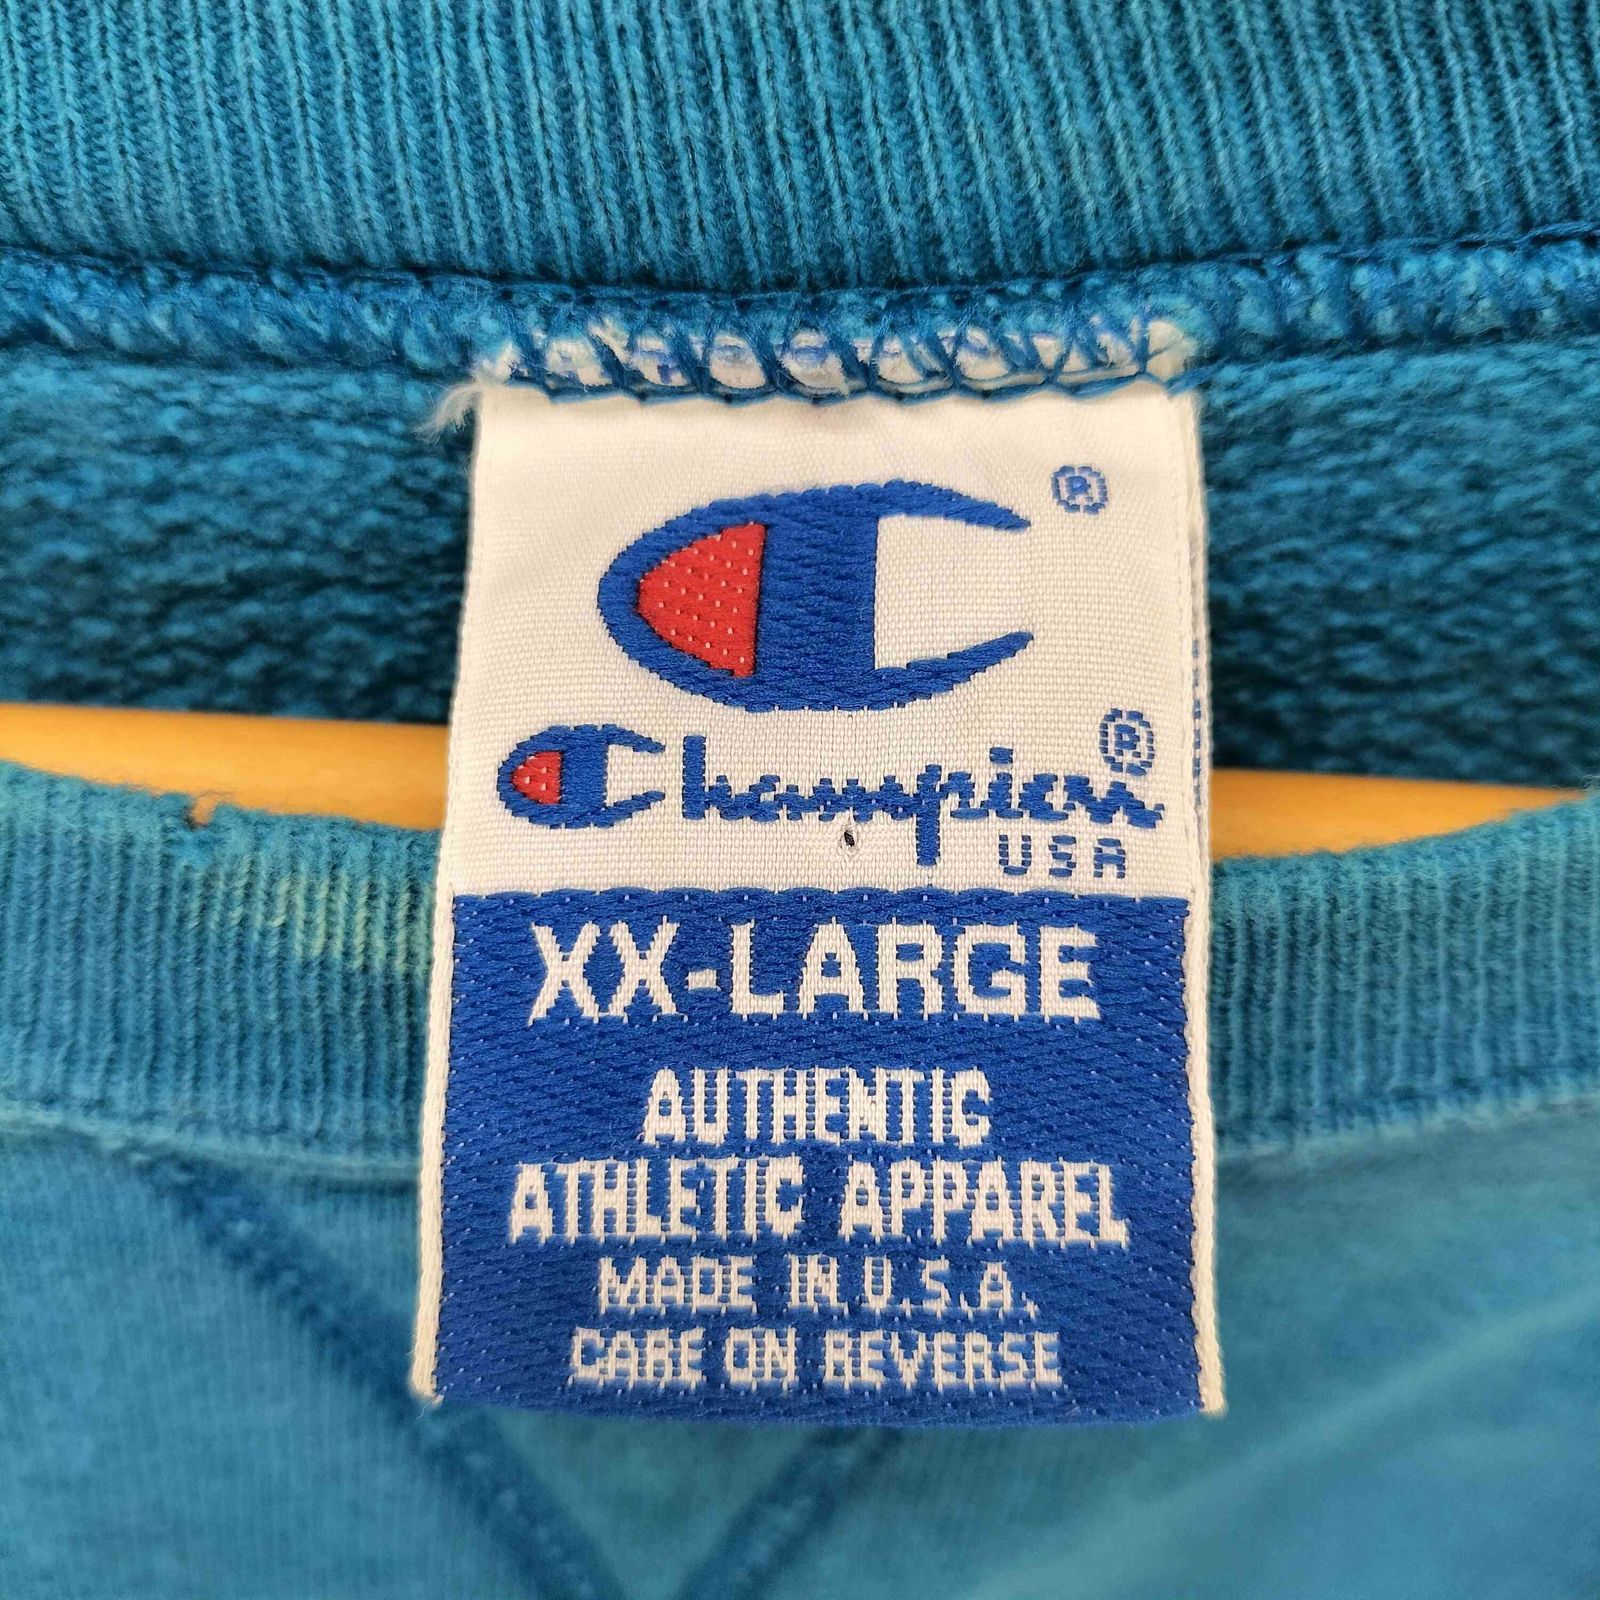 ®
Champion®
USA
XX-LARGE
AUTHENTIC
ATHLETIC APPAREL
MADE IN U.S.A.
CARE ON REVERSE